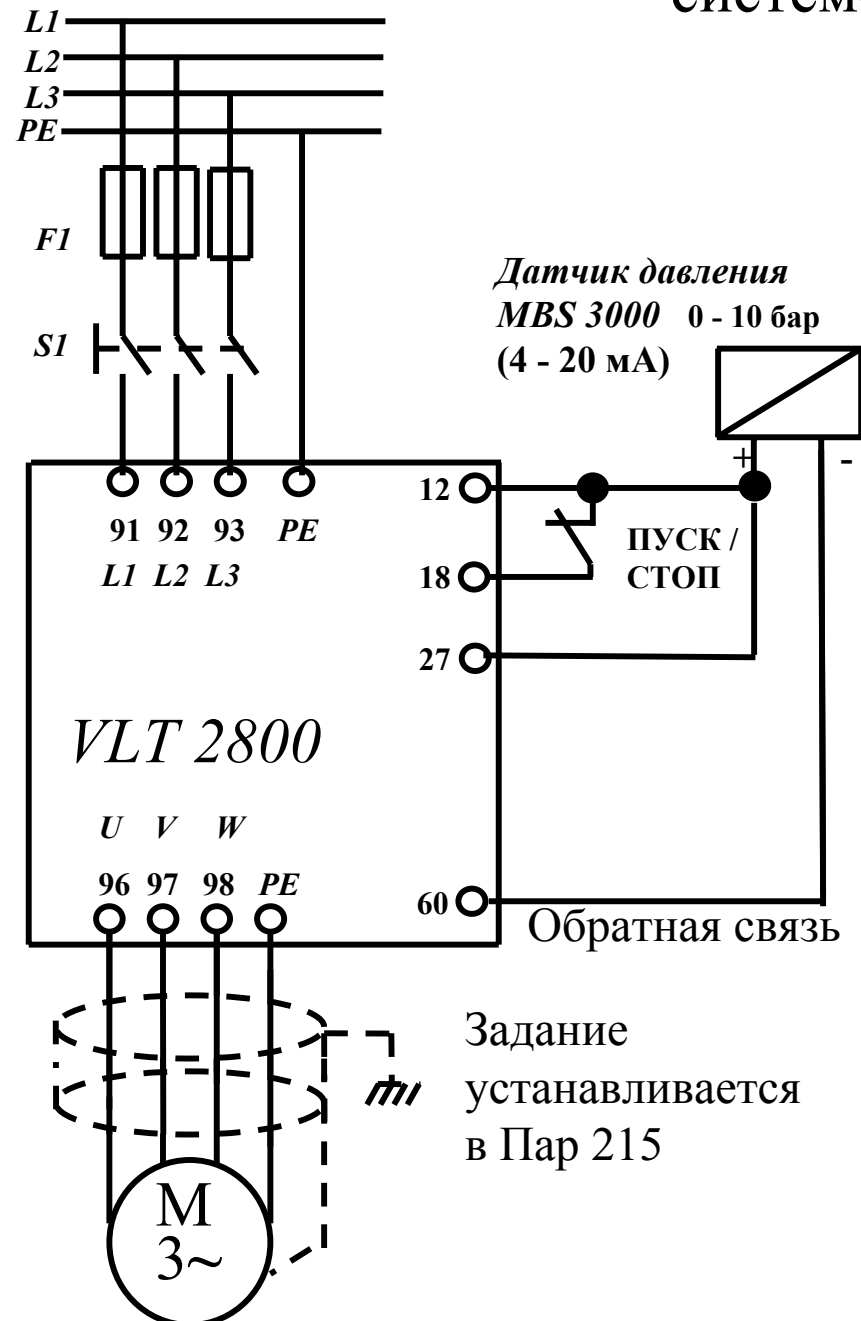 систем
L1
L2
L3
PE
F1
S1
Датчик давления
MBS 3000 0 - 10 бар
(4 - 20 мА)
+ -
91 92 93 PE
L1 L2 L3
12
18
27
ПУСК /
СТОП
VLT 2800
U V W
96 97 98 PE
60
Обратная связь
Задание
устанавливается
в Пар 215
М
3~